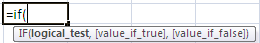 =if(
IF(logical_test, [value_if_true], [value_if_false])